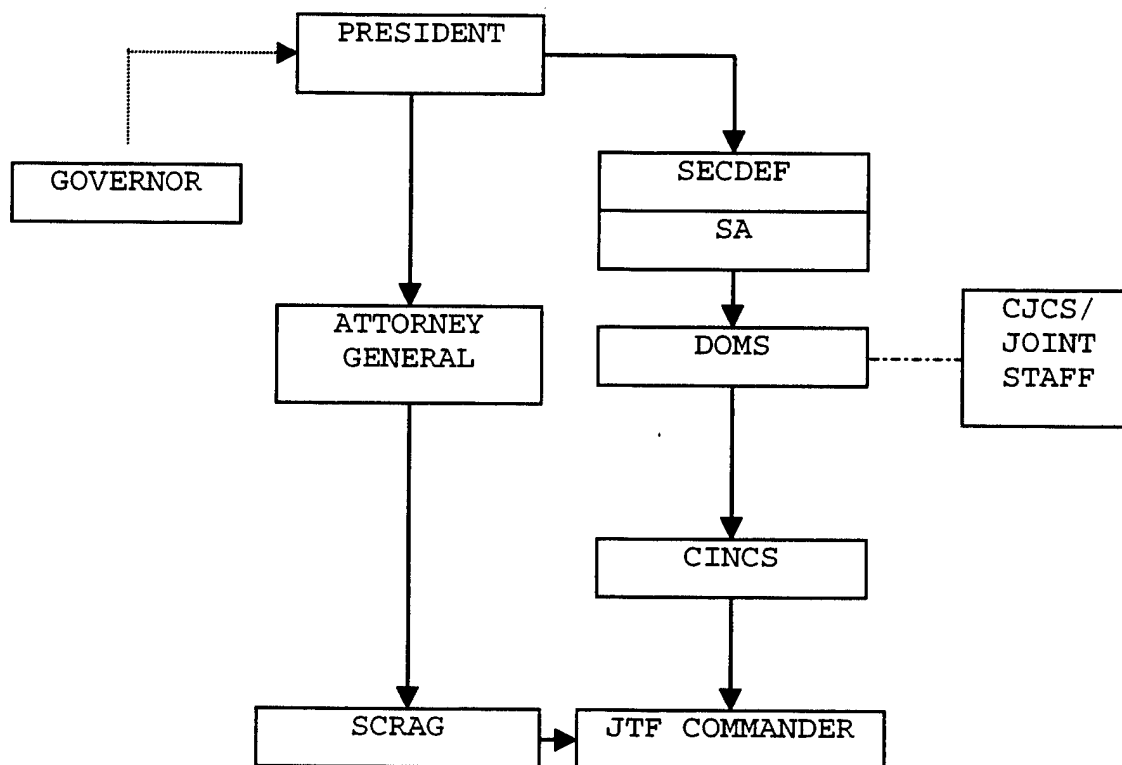 PRESIDENT
GOVERNOR
SECDEF
SA
ATTORNEY
GENERAL
DOMS
CJCS/
JOINT
STAFF
CINCS
SCRAG
JTF COMMANDER